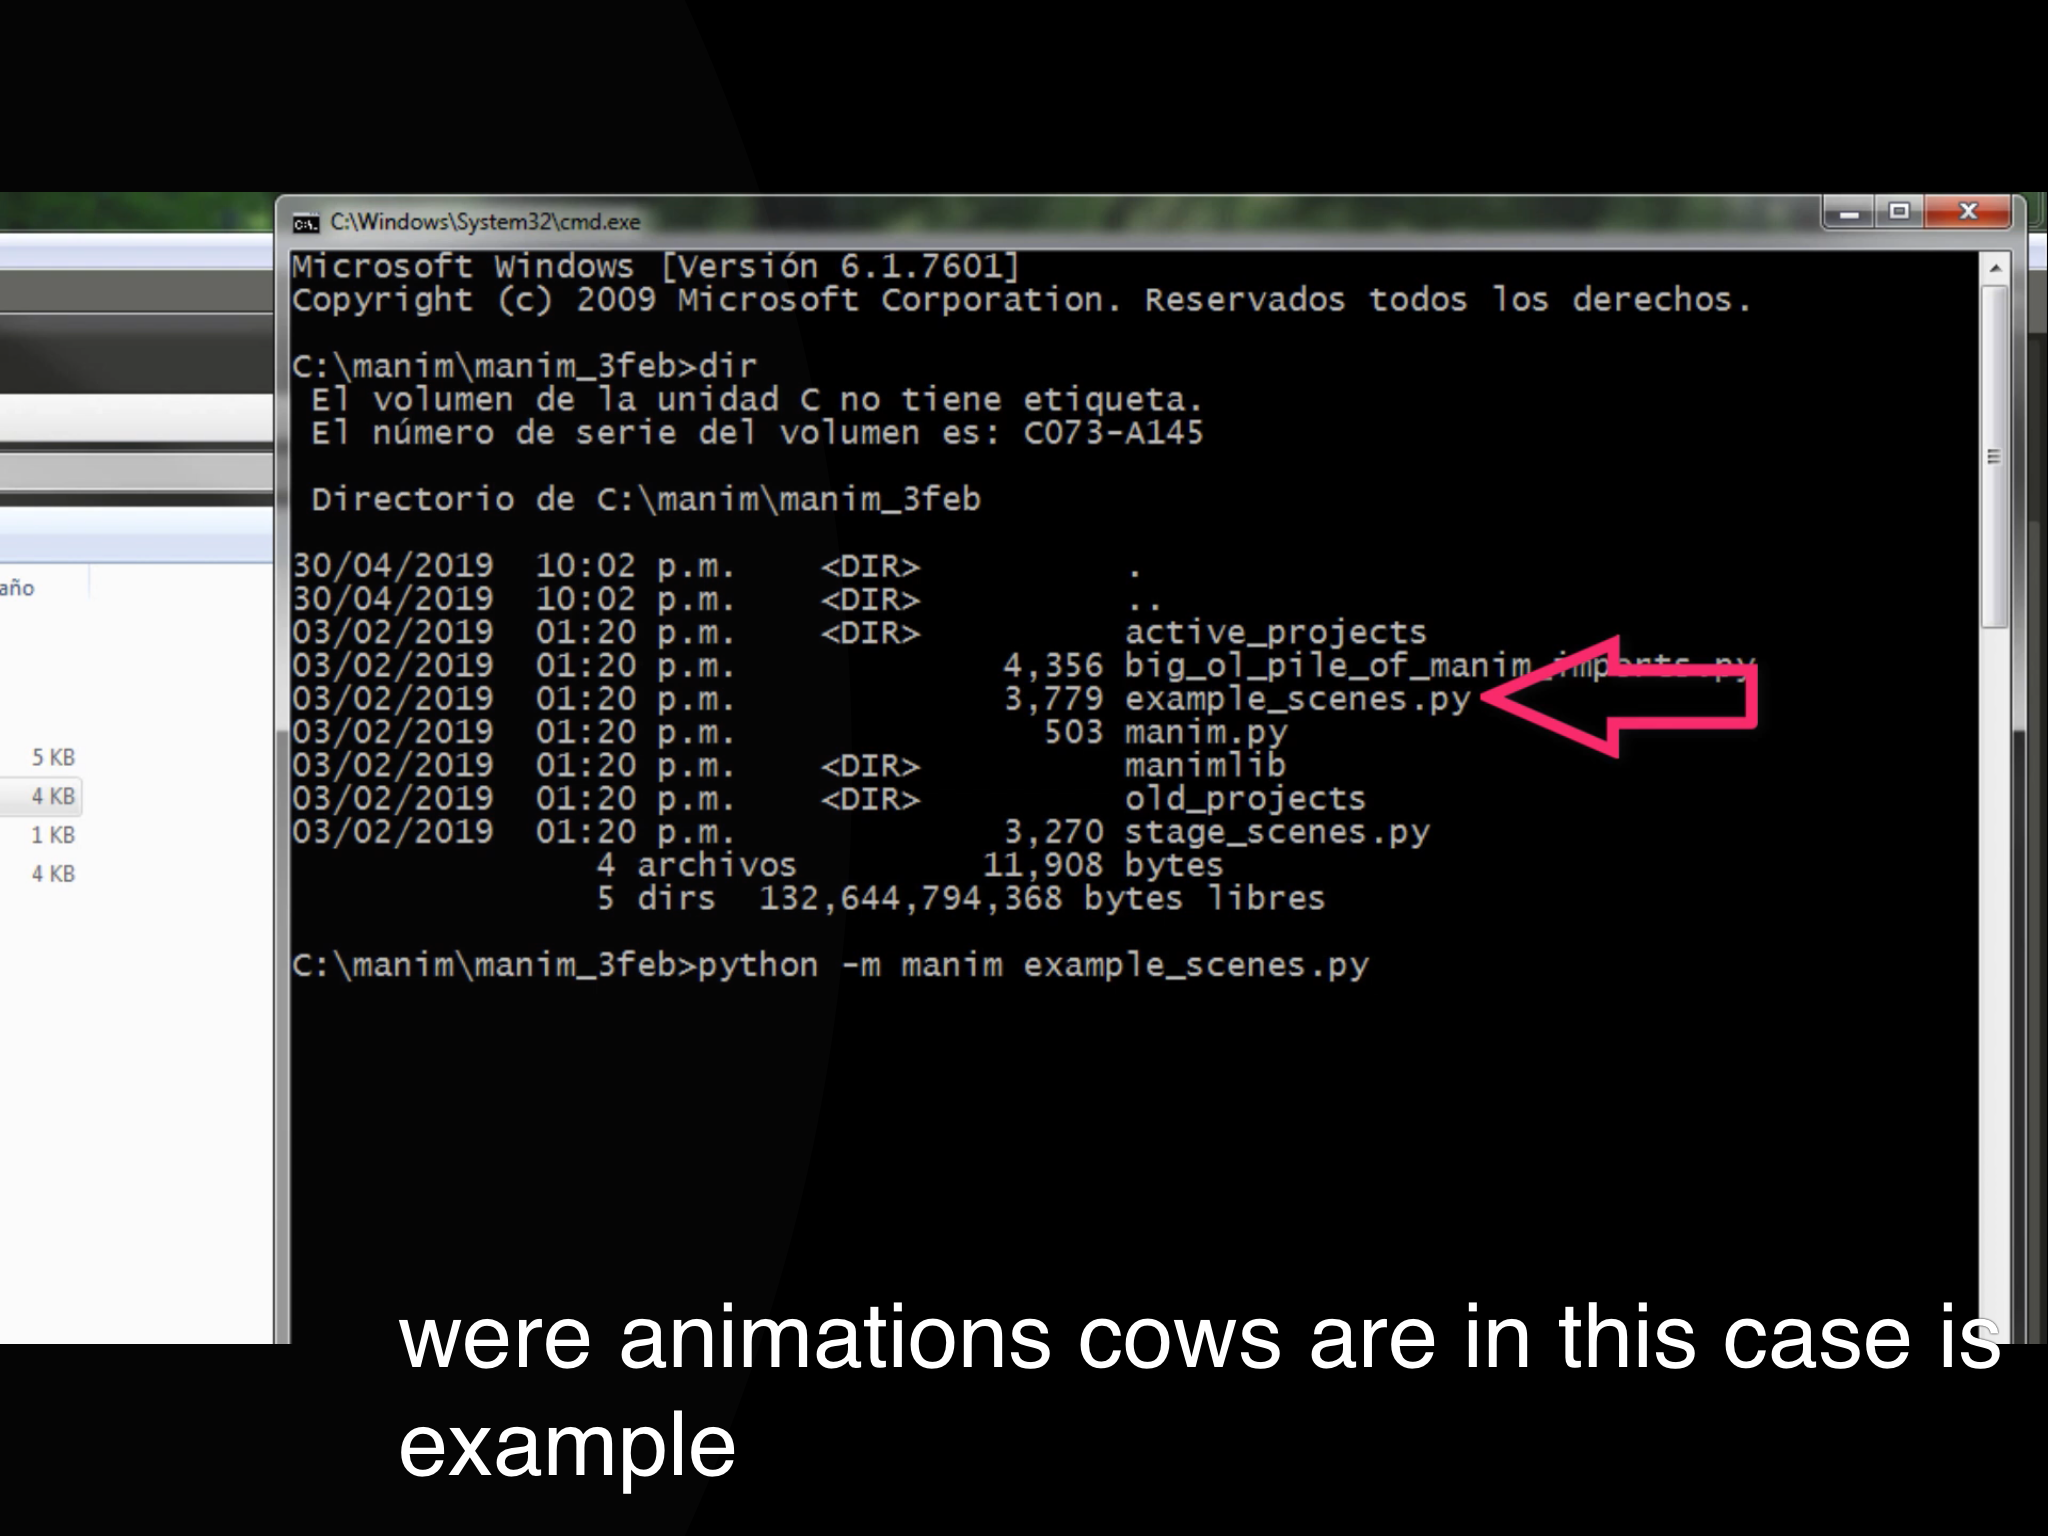 C:\Windows\System32\cmd.exe
Microsoft Windows [Versión 6.1.7601]
Copyright (c) 2009 Microsoft Corporation. Reservados todos los derechos.
C:\manim\manim_3feb>dir
El volumen de la unidad C no tiene etiqueta.
El número de serie del volumen es: C073-A145
Directorio de C:\manim\manim_3feb
30/04/2019 10:02 p.m. <DIR> .
30/04/2019 10:02 p.m. <DIR> ..
03/02/2019 01:20 p.m. <DIR> active_projects
03/02/2019 01:20 p.m. 4,356 big_ol_pile_of_manim_imports.py
03/02/2019 01:20 p.m. 3,779 example_scenes.py
03/02/2019 01:20 p.m. 503 manim.py
03/02/2019 01:20 p.m. <DIR> manimlib
03/02/2019 01:20 p.m. <DIR> old_projects
03/02/2019 01:20 p.m. 3,270 stage_scenes.py
4 archivos 11,908 bytes
5 dirs 132,644,794,368 bytes libres
C:\manim\manim_3feb>python -m manim example_scenes.py
año
5 KB
4 KB
1 KB
4 KB
were animations cows are in this case is
example